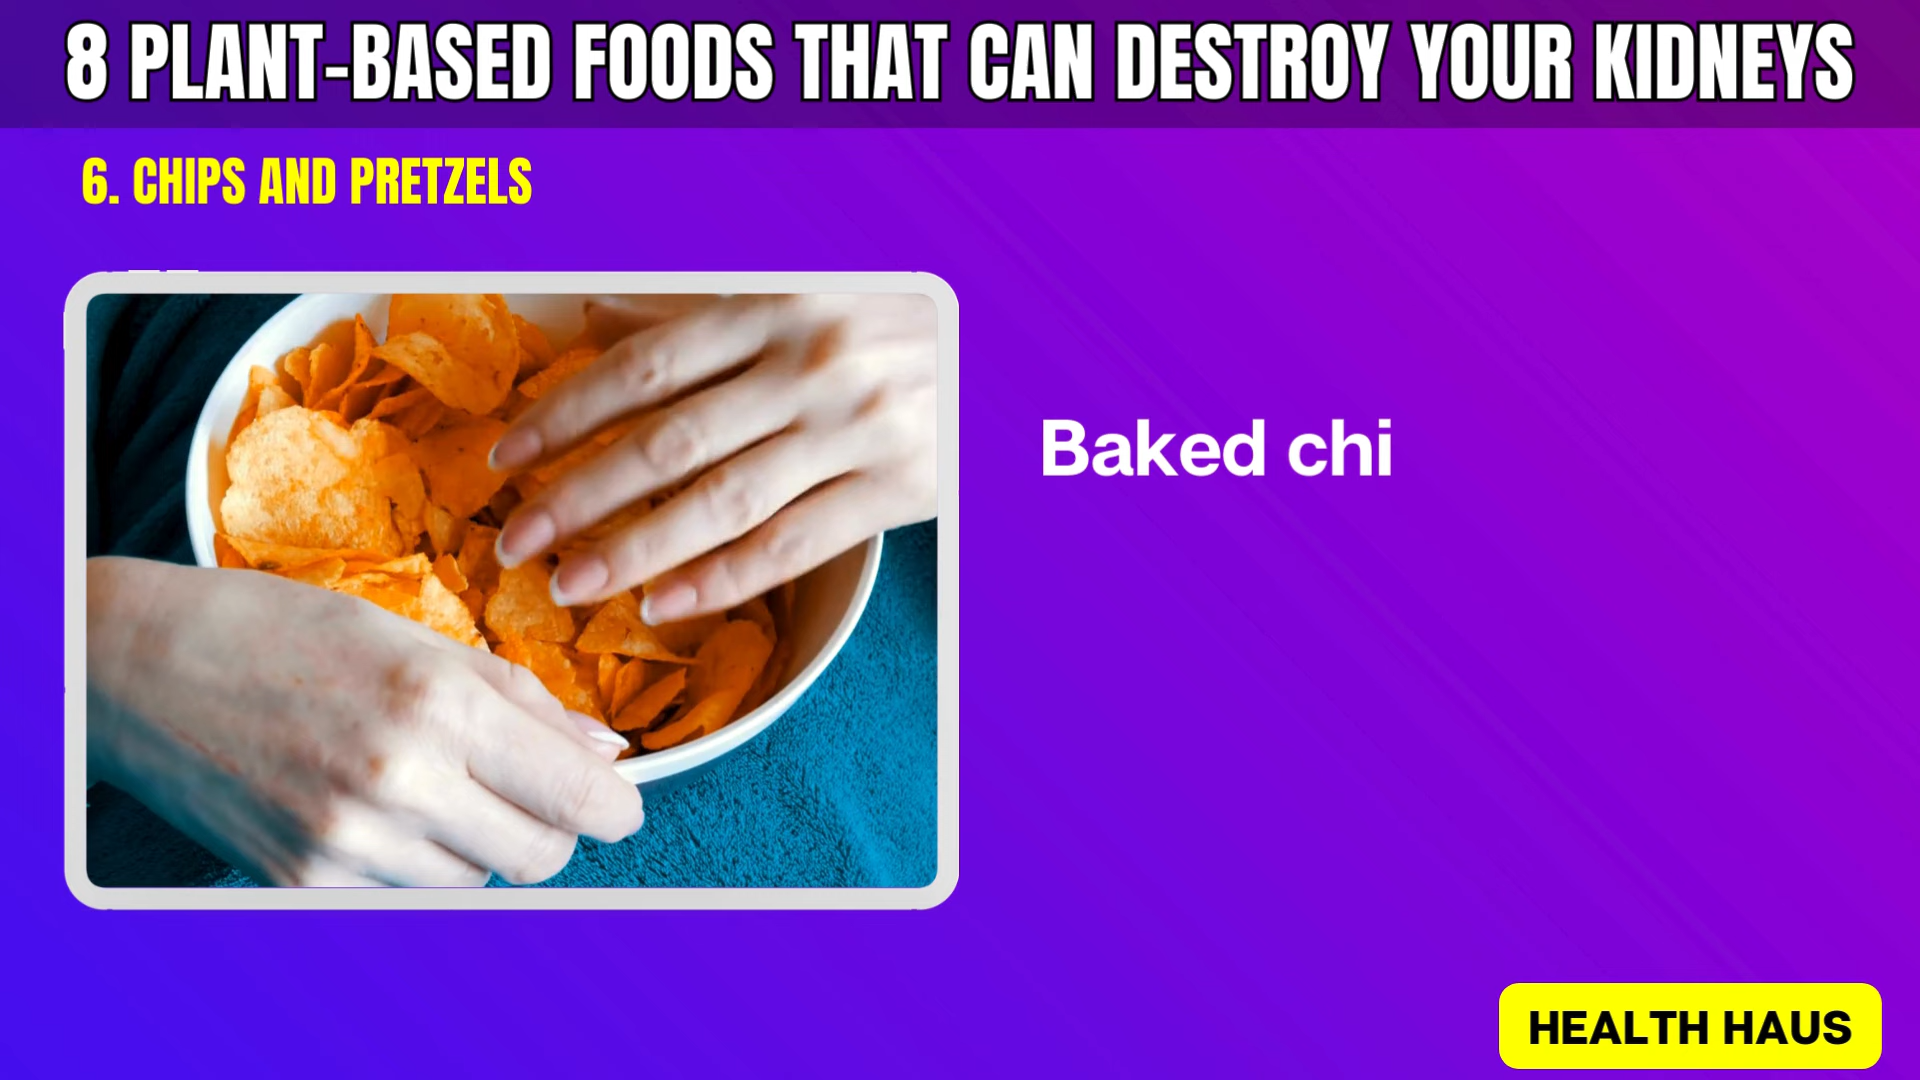 8 PLANT-BASED FOODS THAT CAN DESTROY YOUR KIDNEYS
6. CHIPS AND PRETZELS
Baked chi
HEALTH HAUS